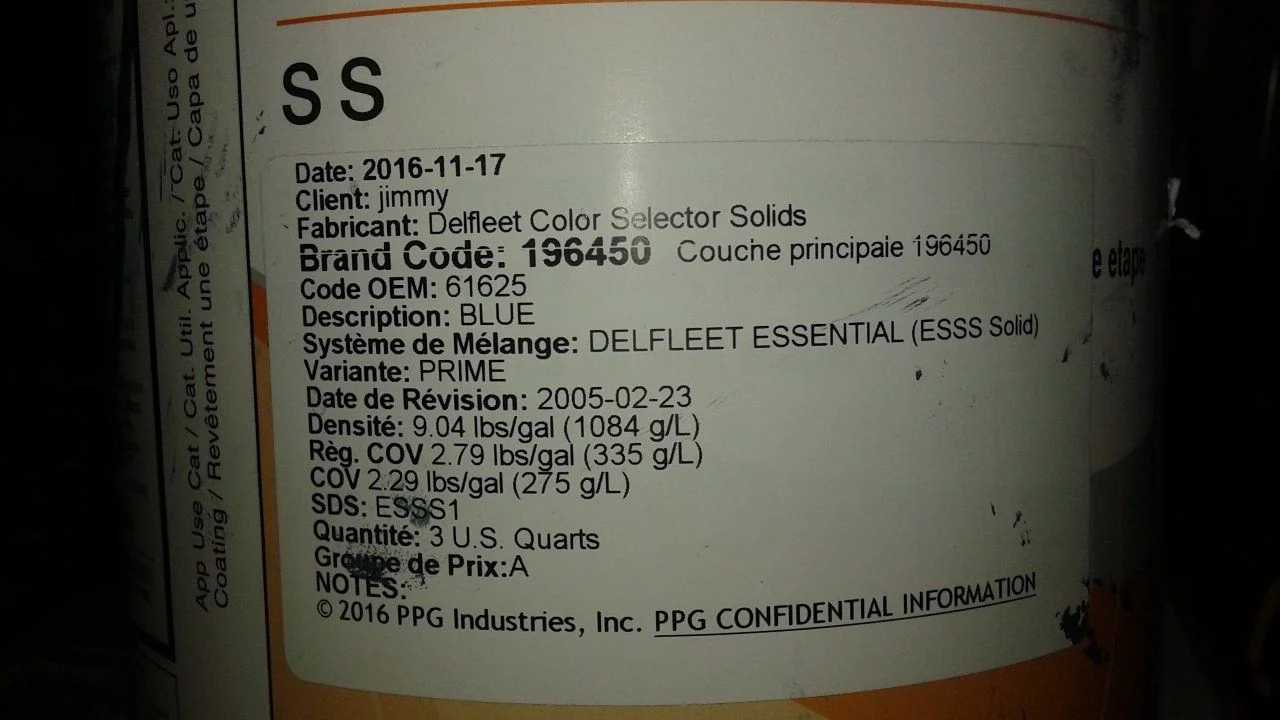 SS
Date: 2016-11-17
Client: jimmy
Fabricant: Delfleet Color Selector Solids
Brand Code: 196450 Couche principaie 196450
Code OEM: 61625
Description: BLUE
Système de Mélange: DELFLEET ESSENTIAL (ESSS Solid)
Variante: PRIME
Date de Révision: 2005-02-23
Densité: 9.04 lbs/gal (1084 g/L)
Règ. COV 2.79 lbs/gal (335 g/L)
COV 2.29 lbs/gal (275 g/L)
SDS: ESSS1
Quantité: 3 U.S. Quarts
Groupe de Prix:A
NOTES:
© 2016 PPG Industries, Inc. PPG CONFIDENTIAL INFORMATION
App Use Cat / Cat. Util. Applic. / Cat. Uso Apl.
Coating / Revêtement une étape / Capa de u
e etape